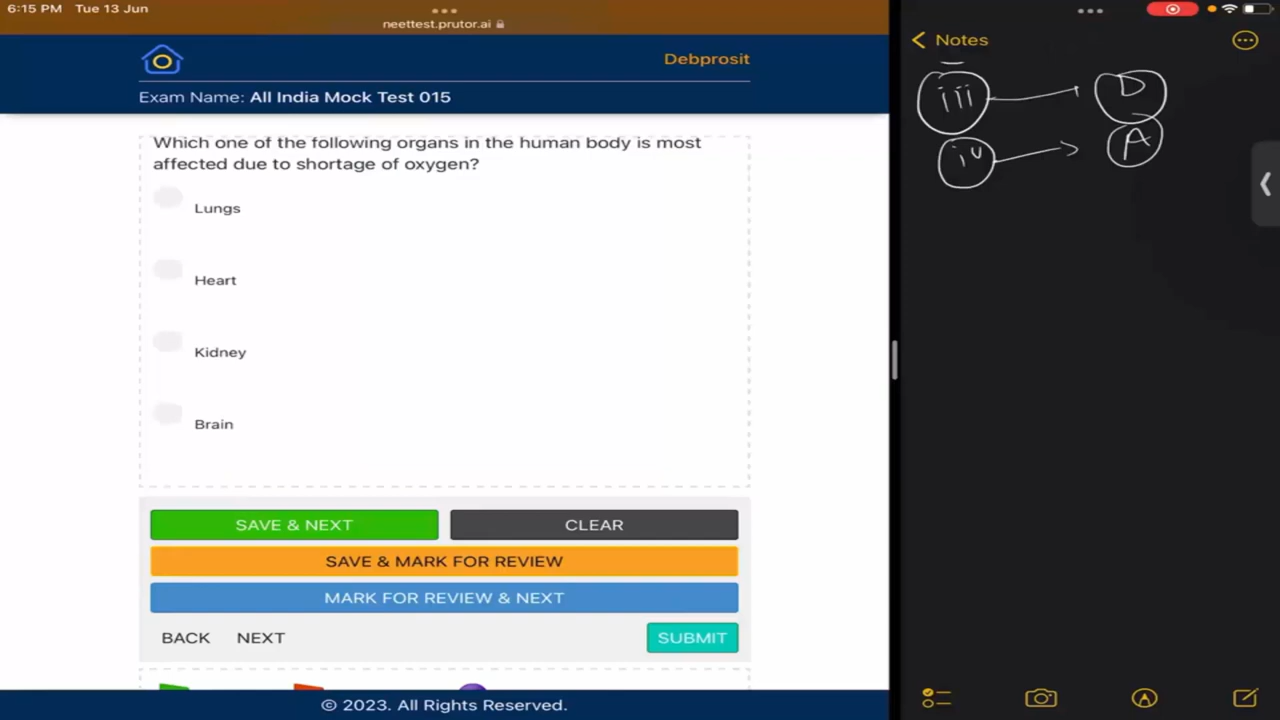 6:15 PM Tue 13 Jun
neettest.prutor.ai
Debprosit
Exam Name: All India Mock Test 015
Which one of the following organs in the human body is most
affected due to shortage of oxygen?
Lungs
Heart
Kidney
Brain
SAVE & NEXT CLEAR
SAVE & MARK FOR REVIEW
MARK FOR REVIEW & NEXT
BACK NEXT SUBMIT
© 2023. All Rights Reserved.
Notes
iii D
iv A